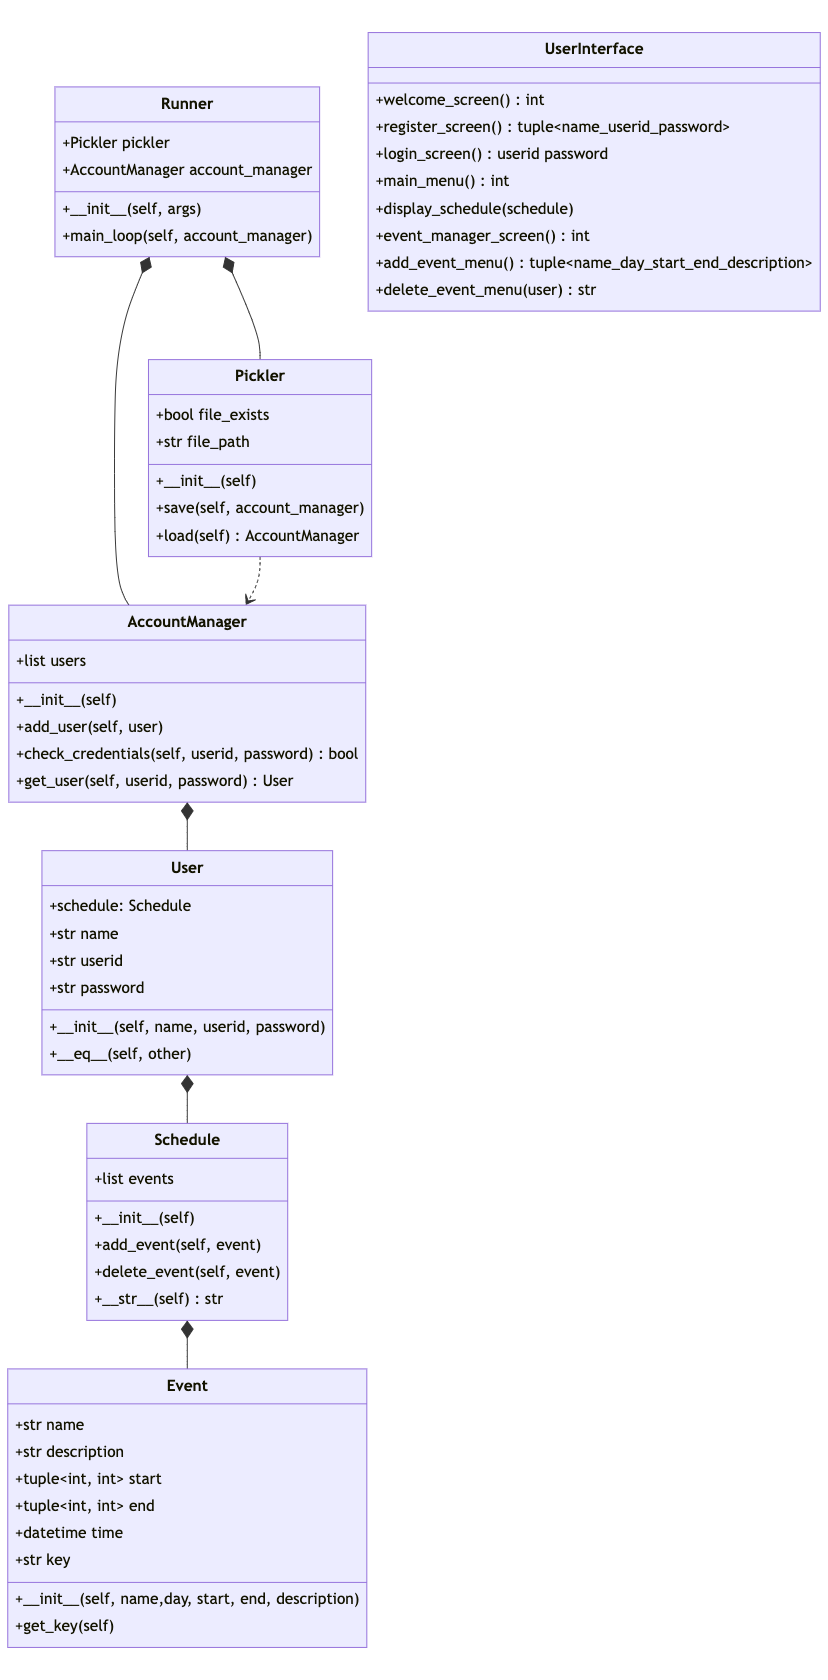 UserInterface
+welcome_screen() : int
+register_screen() : tuple<name_userid_password>
+login_screen() : userid password
+main_menu() : int
+display_schedule(schedule)
+event_manager_screen() : int
+add_event_menu() : tuple<name_day_start_end_description>
+delete_event_menu(user) : str
Runner
+Pickler pickler
+AccountManager account_manager
+__init__(self, args)
+main_loop(self, account_manager)
Pickler
+bool file_exists
+str file_path
+__init__(self)
+save(self, account_manager)
+load(self) : AccountManager
AccountManager
+list users
+__init__(self)
+add_user(self, user)
+check_credentials(self, userid, password) : bool
+get_user(self, userid, password) : User
User
+schedule: Schedule
+str name
+str userid
+str password
+__init__(self, name, userid, password)
+__eq__(self, other)
Schedule
+list events
+__init__(self)
+add_event(self, event)
+delete_event(self, event)
+__str__(self) : str
Event
+str name
+str description
+tuple<int, int> start
+tuple<int, int> end
+datetime time
+str key
+__init__(self, name,day, start, end, description)
+get_key(self)